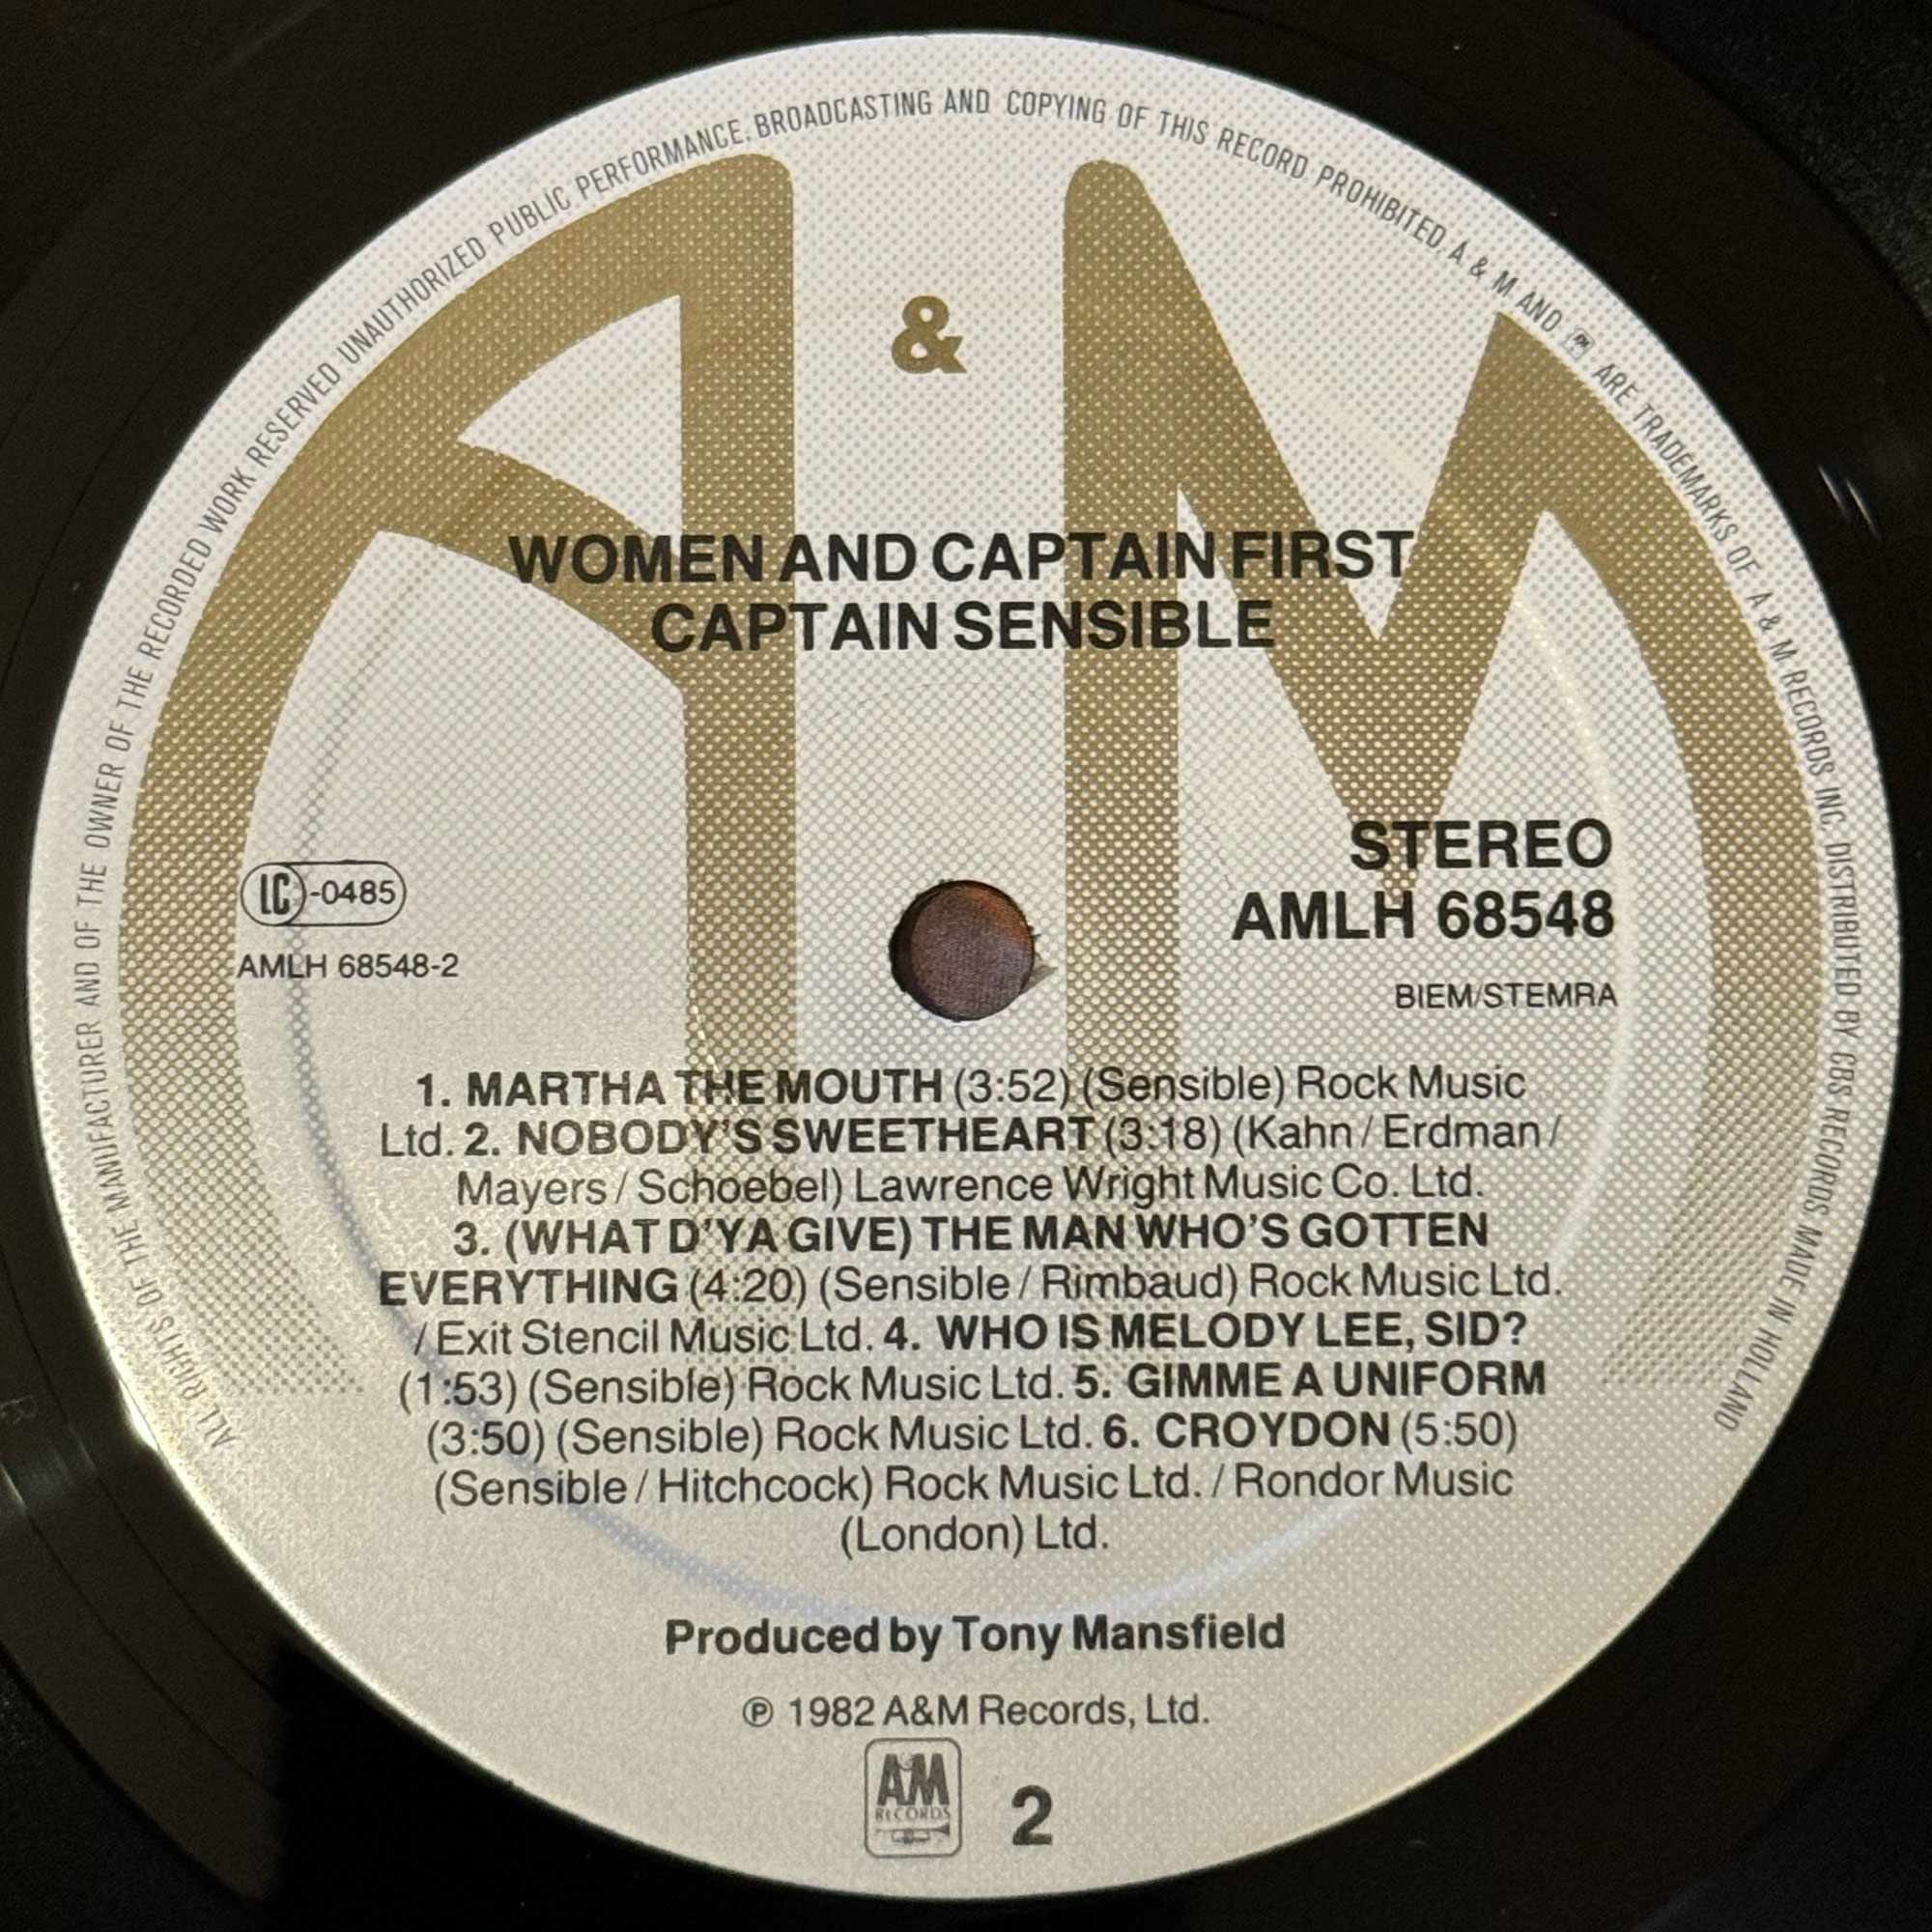 ALL RIGHTS OF THE MANUFACTURER AND OF THE OWNER OF THE RECORDED WORK RESERVED UNAUTHORIZED PUBLIC PERFORMANCE, BROADCASTING AND COPYING OF THIS RECORD PROHIBITED A & M AND ARE TRADEMARKS OF A & M RECORDS INC. DISTRIBUTED BY CBS RECORDS MADE IN HOLLAND
A & M
WOMEN AND CAPTAIN FIRST
CAPTAIN SENSIBLE
STEREO
LC-0485
AMLH 68548
AMLH 68548-2
BIEM/STEMRA
1. MARTHA THE MOUTH (3:52) (Sensible) Rock Music
Ltd. 2. NOBODY'S SWEETHEART (3:18) (Kahn / Erdman /
Mayers / Schoebel) Lawrence Wright Music Co. Ltd.
3. (WHAT D'YA GIVE) THE MAN WHO'S GOTTEN
EVERYTHING (4:20) (Sensible / Rimbaud) Rock Music Ltd.
/ Exit Stencil Music Ltd. 4. WHO IS MELODY LEE, SID?
(1:53) (Sensible) Rock Music Ltd. 5. GIMME A UNIFORM
(3:50) (Sensible) Rock Music Ltd. 6. CROYDON (5:50)
(Sensible / Hitchcock) Rock Music Ltd. / Rondor Music
(London) Ltd.
Produced by Tony Mansfield
℗ 1982 A&M Records, Ltd.
AM
RECORDS
2